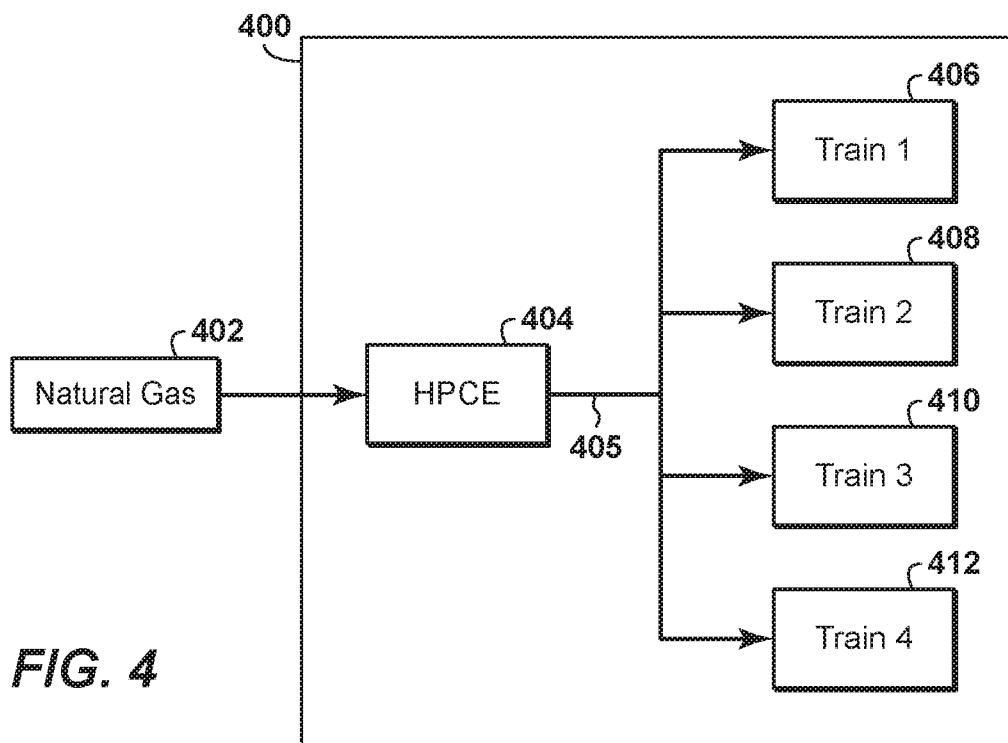 400
406
Train 1
408
Train 2
402
404
Natural Gas
HPCE
405
410
Train 3
412
Train 4
FIG. 4